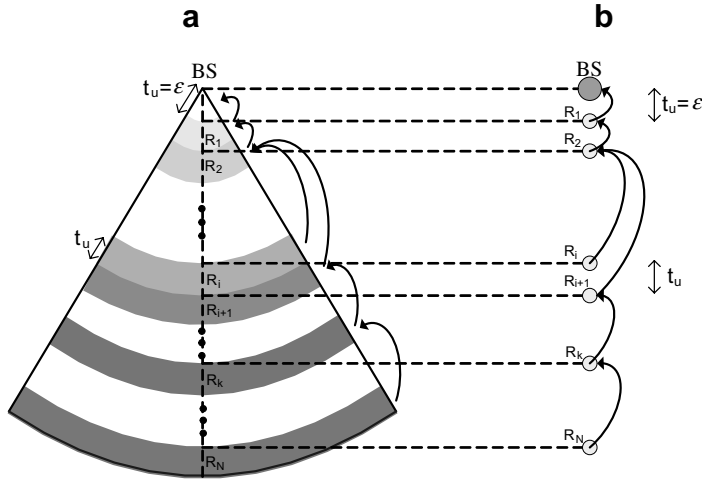 a
b
BS
BS
t_u=ε
t_u=ε
R_1
R_1
R_2
R_2
t_u
R_i
R_i
R_{i+1}
t_u
R_{i+1}
R_k
R_k
R_N
R_N